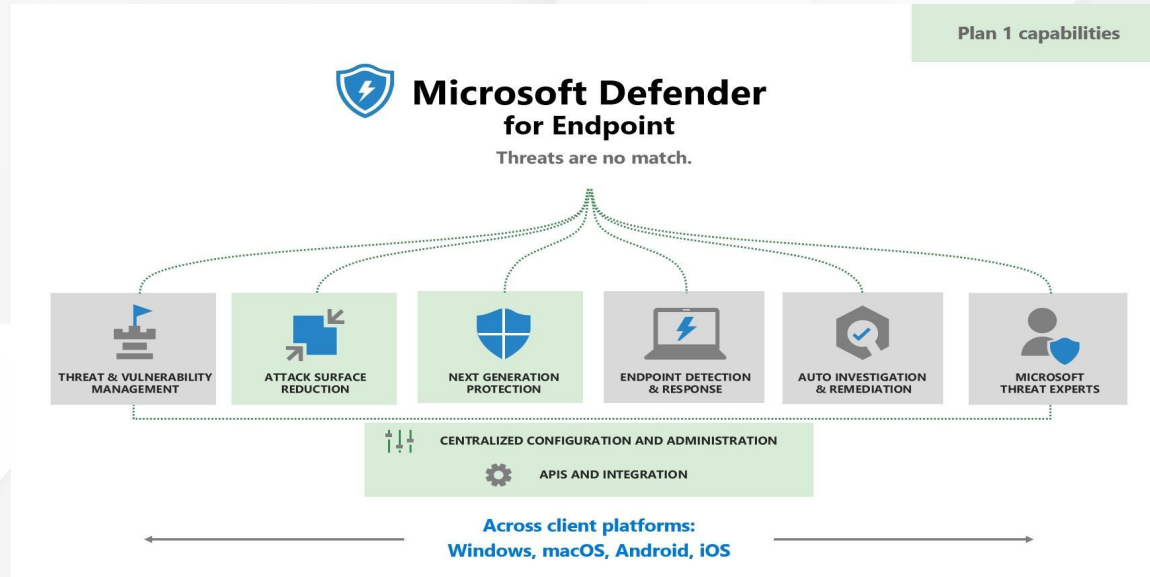 Plan 1 capabilities
Microsoft Defender
for Endpoint
Threats are no match.
THREAT & VULNERABILITY
MANAGEMENT
ATTACK SURFACE
REDUCTION
NEXT GENERATION
PROTECTION
ENDPOINT DETECTION
& RESPONSE
AUTO INVESTIGATION
& REMEDIATION
MICROSOFT
THREAT EXPERTS
CENTRALIZED CONFIGURATION AND ADMINISTRATION
APIS AND INTEGRATION
Across client platforms:
Windows, macOS, Android, iOS